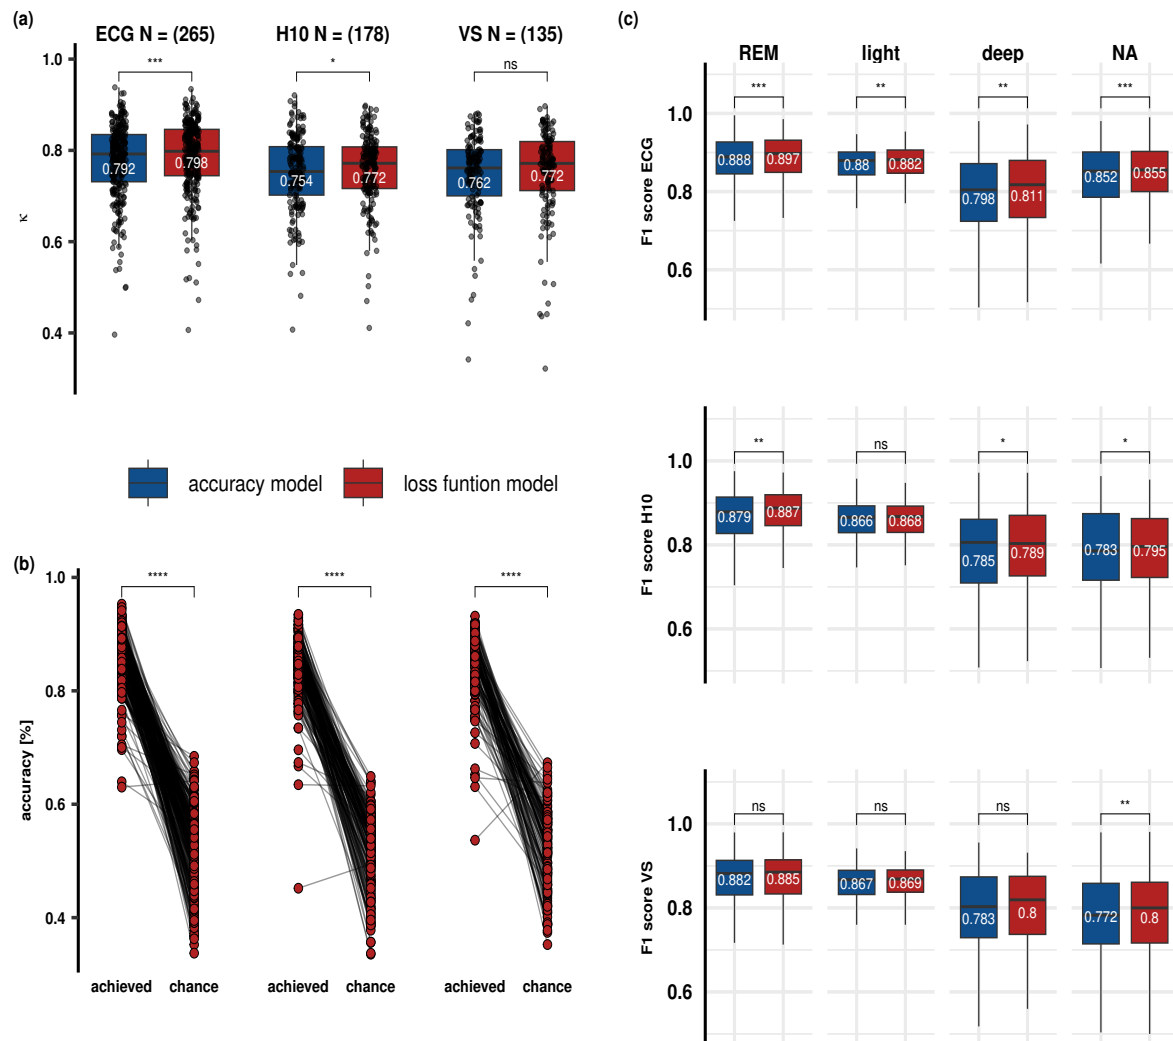 (a)
ECG N = (265)
H10 N = (178)
VS N = (135)
1.0
0.8
0.6
0.4
κ
***
*
ns
0.792
0.798
0.754
0.772
0.762
0.772
accuracy model
loss funtion model
(b)
1.0
0.8
0.6
0.4
accuracy [%]
****
****
****
achieved
chance
achieved
chance
achieved
chance
(c)
REM
light
deep
NA
F1 score ECG
1.0
0.8
0.6
***
**
**
***
0.888
0.897
0.88
0.882
0.798
0.811
0.852
0.855
F1 score H10
1.0
0.8
0.6
**
ns
*
*
0.879
0.887
0.866
0.868
0.785
0.789
0.783
0.795
F1 score VS
1.0
0.8
0.6
ns
ns
ns
**
0.882
0.885
0.867
0.869
0.783
0.8
0.772
0.8